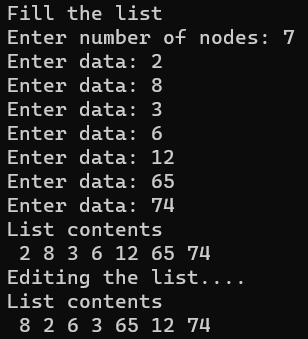 Fill the list
Enter number of nodes: 7
Enter data: 2
Enter data: 8
Enter data: 3
Enter data: 6
Enter data: 12
Enter data: 65
Enter data: 74
List contents
 2 8 3 6 12 65 74
Editing the list....
List contents
 8 2 6 3 65 12 74